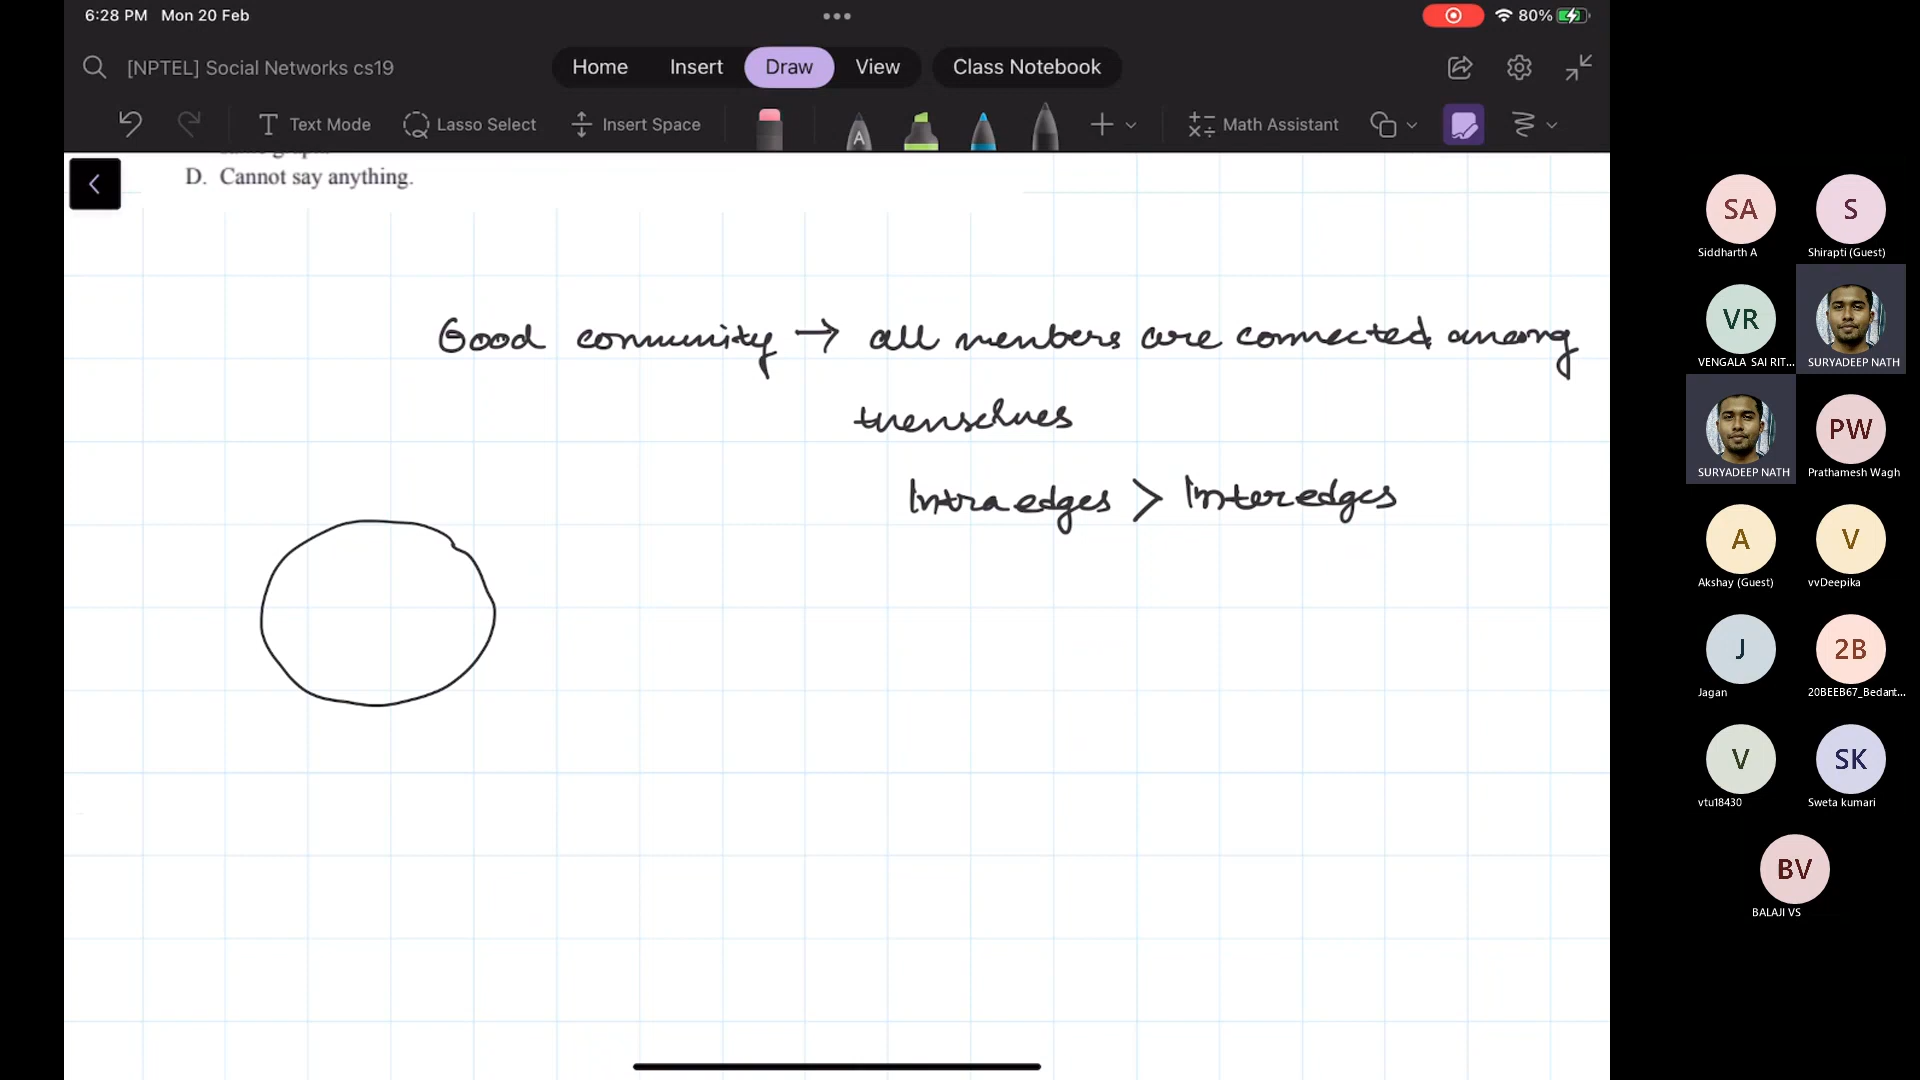 6:28 PM Mon 20 Feb
80%
[NPTEL] Social Networks cs19
Home Insert Draw View Class Notebook
Text Mode Lasso Select Insert Space A Math Assistant
D. Cannot say anything.
Good community → all members are connected among
themselves
Intra edges > Inter edges
SA S
Siddharth A Shirapti (Guest)
VR
VENGALA SAI RIT... SURYADEEP NATH
PW
SURYADEEP NATH Prathamesh Wagh
A V
Akshay (Guest) vvDeepika
J 2B
Jagan 20BEEB67_Bedant...
V SK
vtu18430 Sweta kumari
BV
BALAJI VS